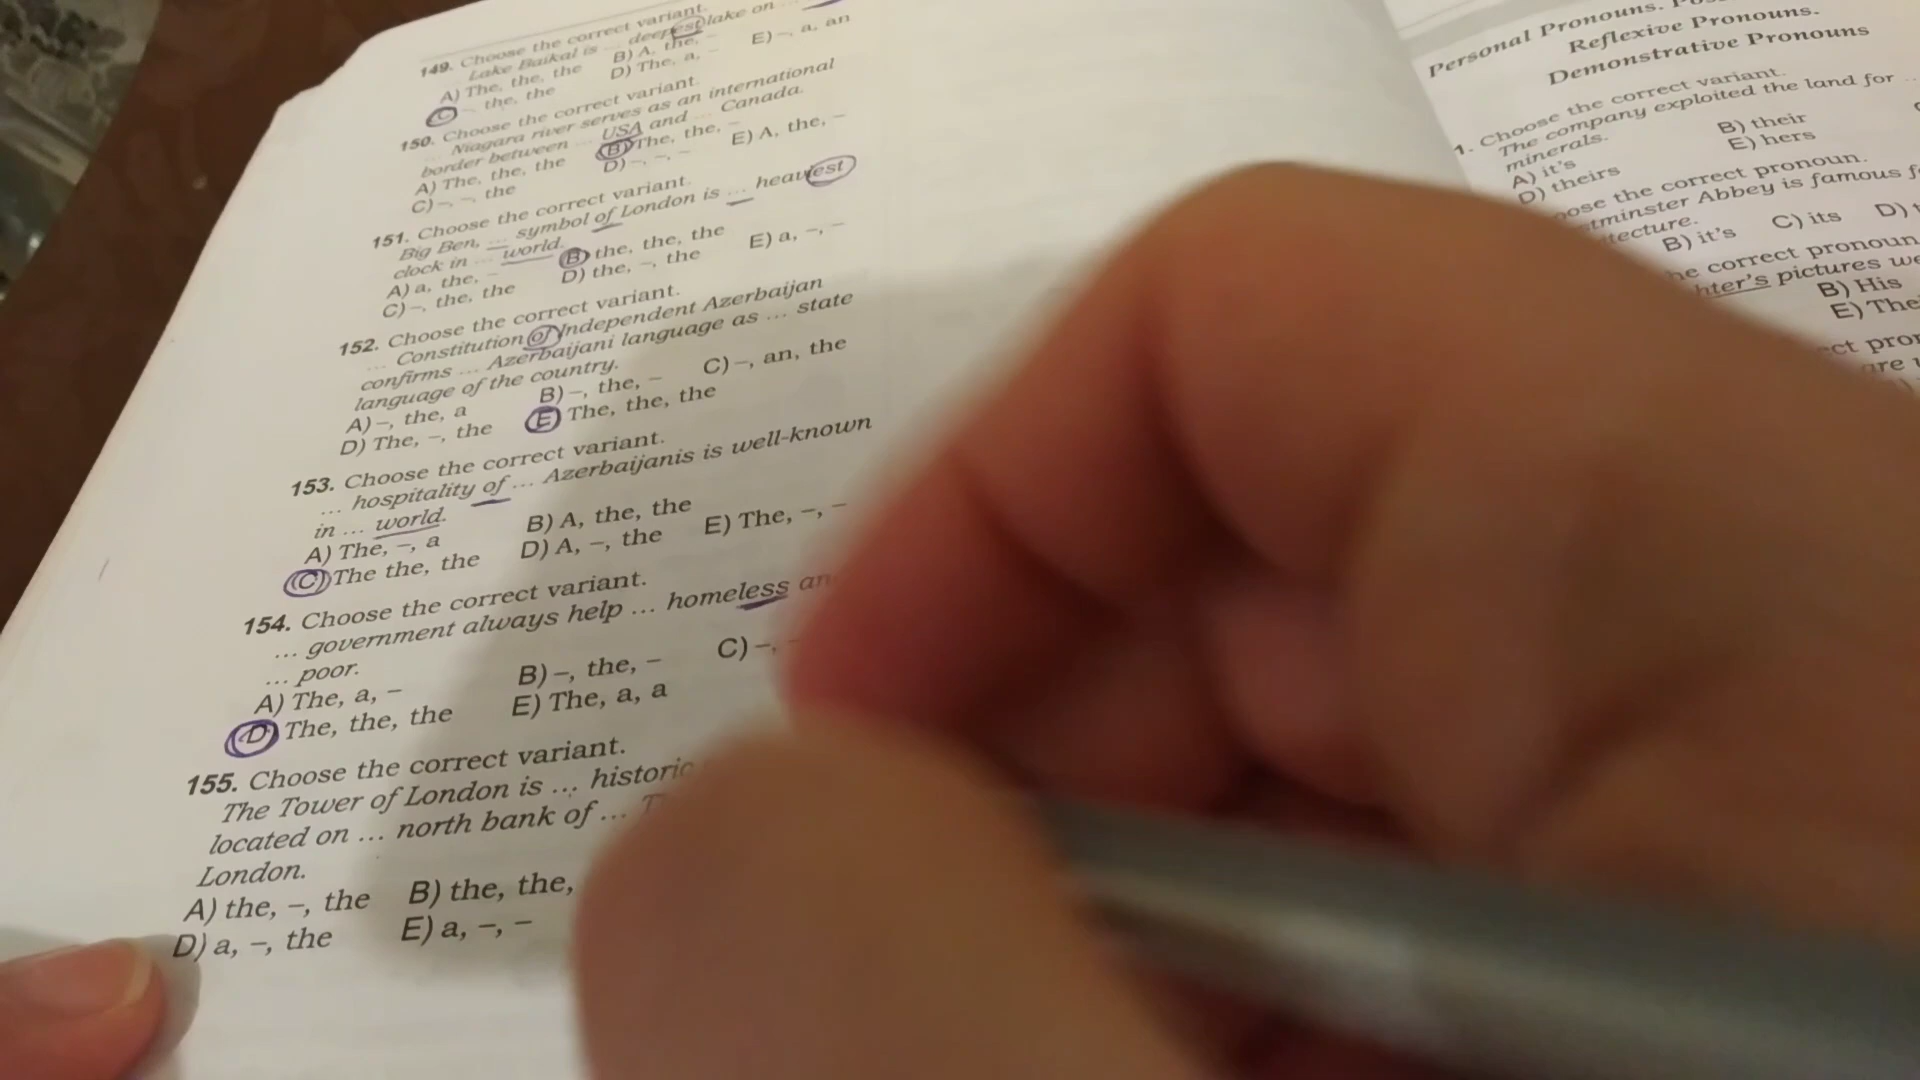 149. Choose the correct variant.
Lake Baikal is ... deepest lake on ...
A) The, the, the B) A, the, – E) –, a, an
C) –, the, the D) The, a, –
150. Choose the correct variant.
... Niagara river serves as an international
border between ... USA and ... Canada.
A) The, the, the B) The, the, – E) A, the, –
C) –, –, the D) –, –, –
151. Choose the correct variant.
Big Ben, ... symbol of London is ... heaviest
clock in ... world.
A) a, the, – B) the, the, the E) a, –, –
C) –, the, the D) the, –, the
152. Choose the correct variant.
... Constitution of Independent Azerbaijan
confirms ... Azerbaijani language as ... state
language of the country.
A) –, the, a B) –, the, – C) –, an, the
D) The, –, the E) The, the, the
153. Choose the correct variant.
... hospitality of ... Azerbaijanis is well-known
in ... world.
A) The, –, a B) A, the, the E) The, –, –
C) The the, the D) A, –, the
154. Choose the correct variant.
... government always help ... homeless
... poor.
A) The, a, – B) –, the, – C) –,
D) The, the, the E) The, a, a
155. Choose the correct variant.
The Tower of London is ... historic
located on ... north bank of ...
London.
A) the, –, the B) the, the,
D) a, –, the E) a, –, –
Personal Pronouns.
Reflexive Pronouns.
Demonstrative Pronouns
1. Choose the correct variant.
The company exploited the land for ...
minerals.
A) it's B) their
D) theirs E) hers
the correct pronoun.
Abbey is famous
B) it's C) its D)
correct pronoun.
pictures
B) His
E)